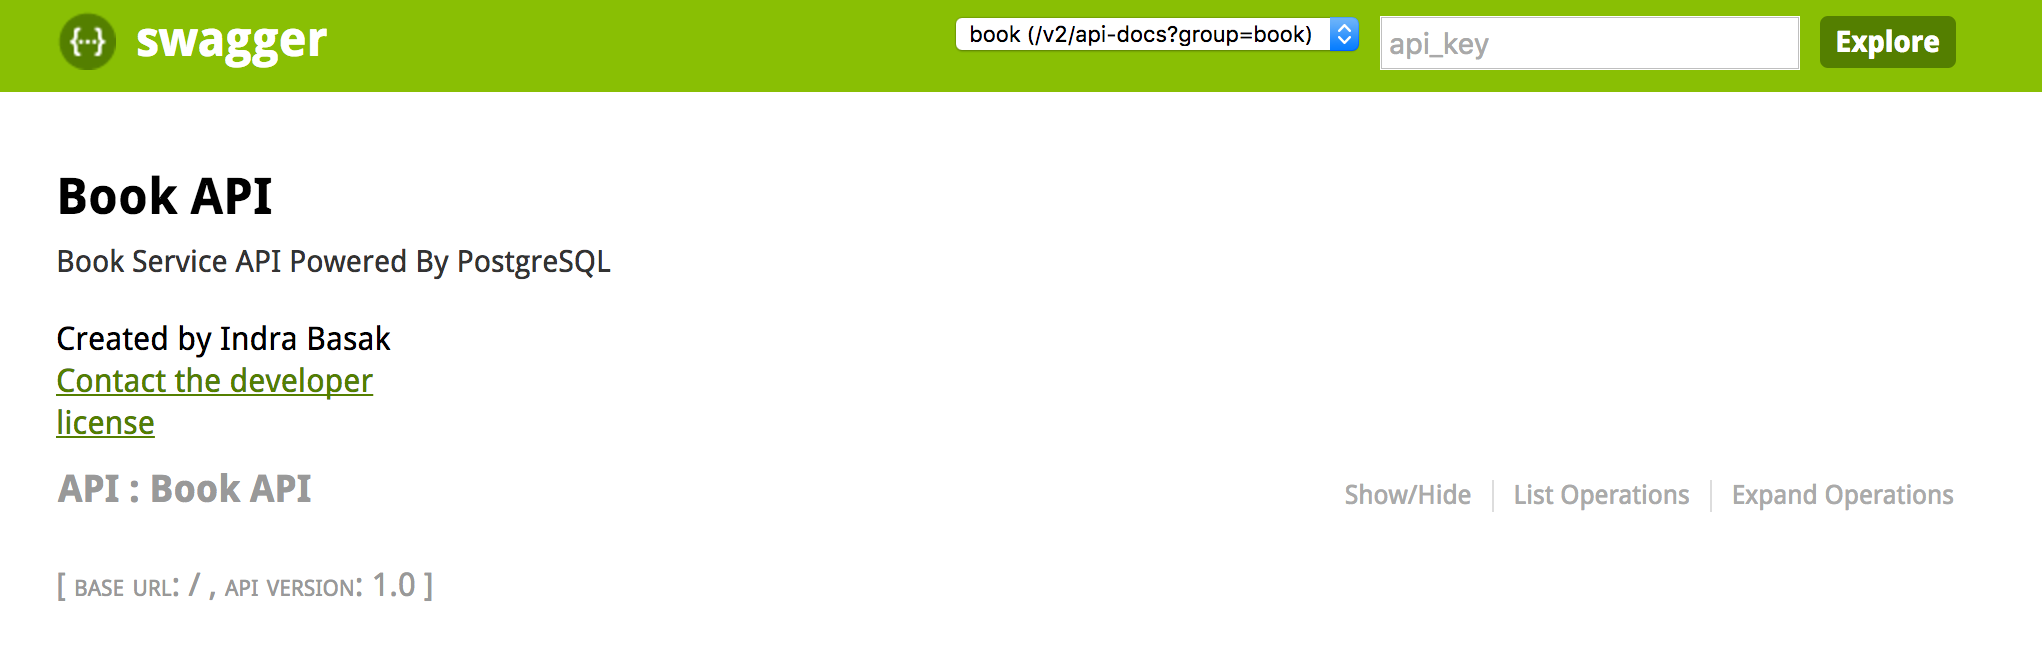 {···} swagger book (/v2/api-docs?group=book) api_key Explore
Book API
Book Service API Powered By PostgreSQL
Created by Indra Basak
Contact the developer
license
API : Book API Show/Hide List Operations Expand Operations
[ BASE URL: / , API VERSION: 1.0 ]